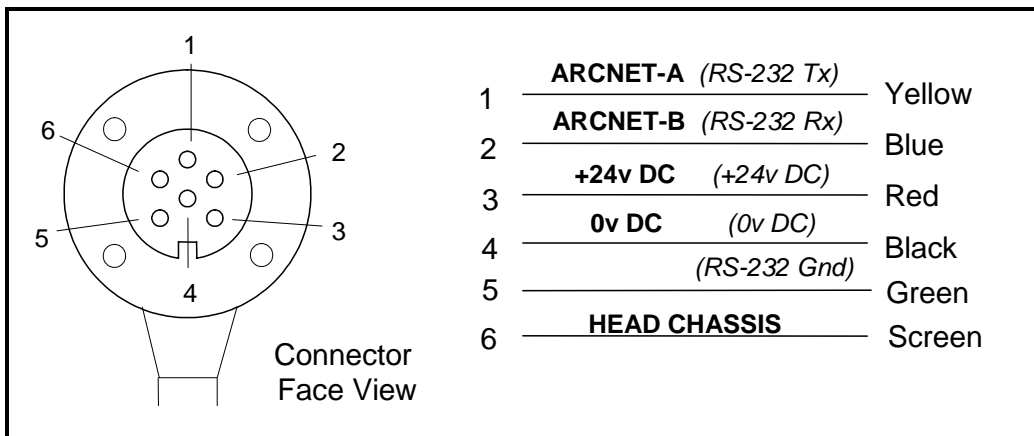 1
6
2
5
3
4
Connector
Face View
ARCNET-A (RS-232 Tx)
1 Yellow
ARCNET-B (RS-232 Rx)
2 Blue
+24v DC (+24v DC)
3 Red
0v DC (0v DC)
4 Black
(RS-232 Gnd)
5 Green
HEAD CHASSIS
6 Screen